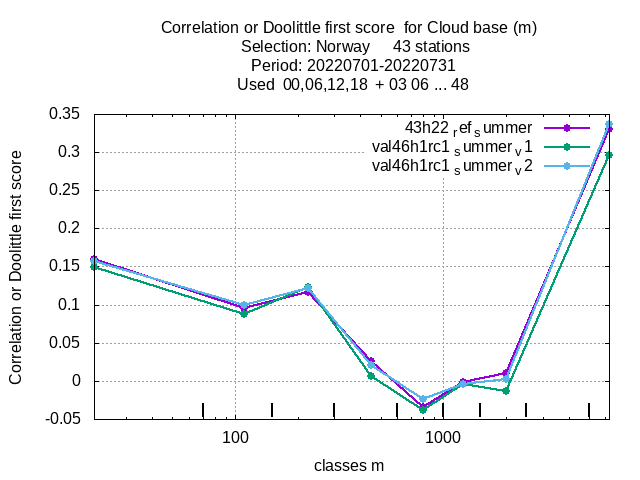 Correlation or Doolittle first score  for Cloud base (m)
Selection: Norway     43 stations
Period: 20220701-20220731
Used  00,06,12,18  + 03 06 ... 48
43h22 ref summer
val46h1rc1 summer v1
val46h1rc1 summer v2
Correlation or Doolittle first score
0.35
0.3
0.25
0.2
0.15
0.1
0.05
0
-0.05
100
1000
classes m